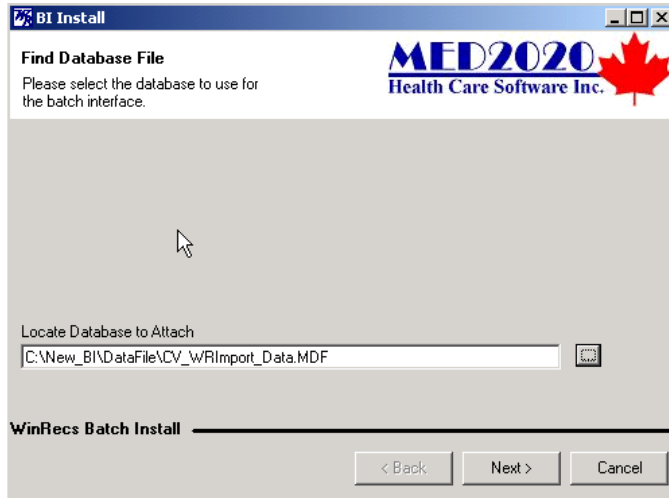 BI Install
Find Database File
Please select the database to use for
the batch interface.
MED2020
Health Care Software Inc.
Locate Database to Attach
C:\New_BI\DataFile\CV_WRImport_Data.MDF
WinRecs Batch Install
< Back
Next >
Cancel